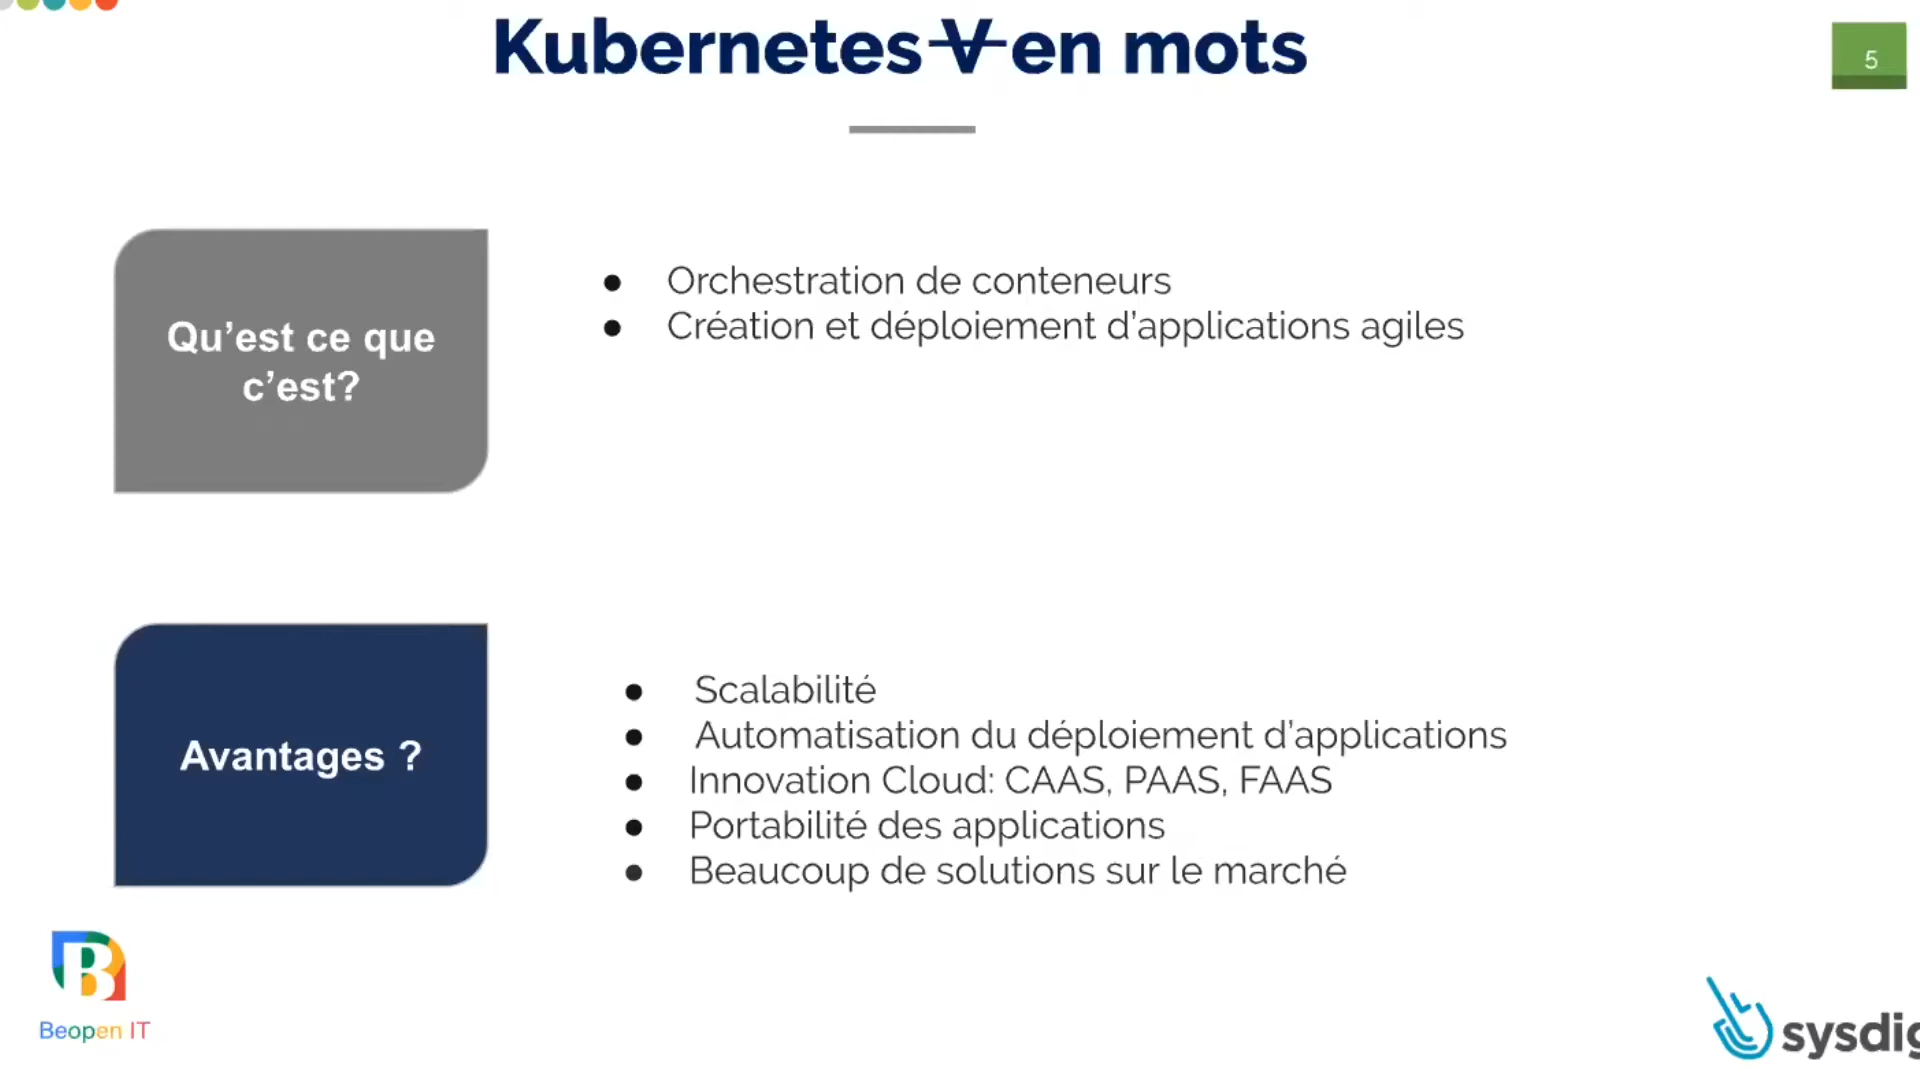 Kubernetes V en mots
5
Qu’est ce que
c’est?
● Orchestration de conteneurs
● Création et déploiement d’applications agiles
Avantages ?
● Scalabilité
● Automatisation du déploiement d’applications
● Innovation Cloud: CAAS, PAAS, FAAS
● Portabilité des applications
● Beaucoup de solutions sur le marché
B
Beopen IT
sysdig